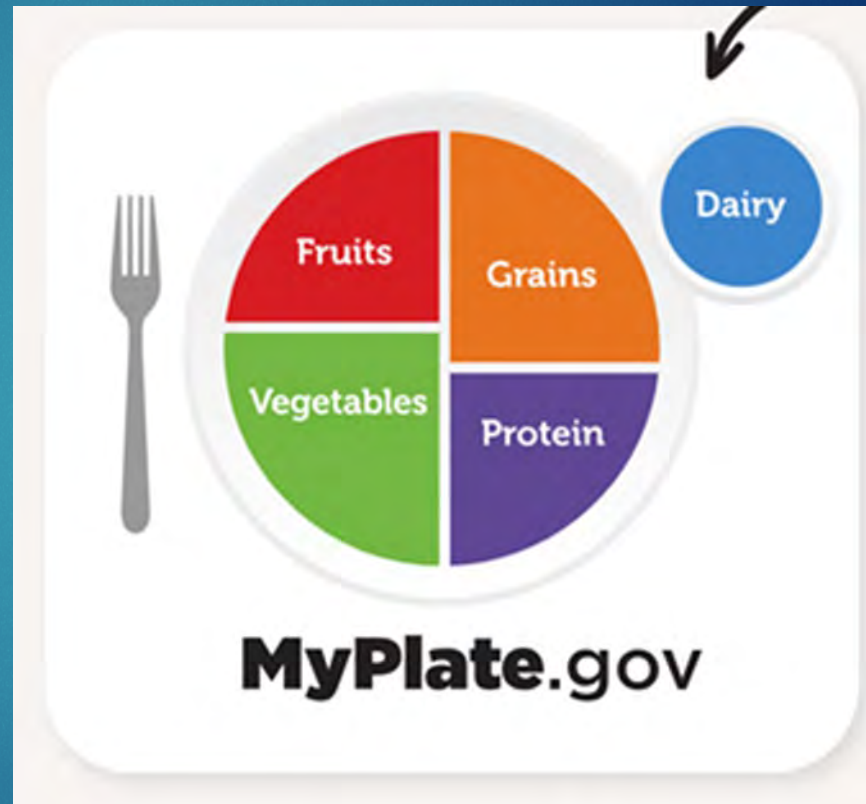 Dairy
Fruits
Grains
Vegetables
Protein
MyPlate.gov